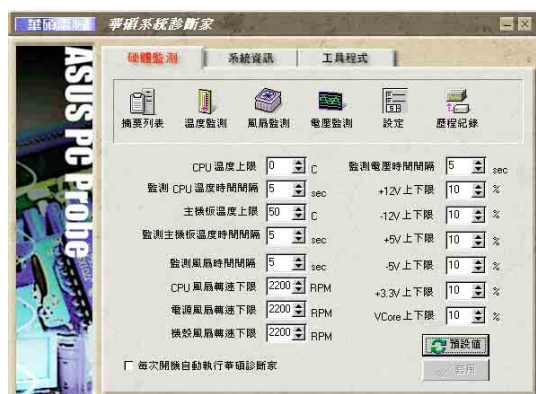 華碩系統診斷家
ASUS PC Probe
硬體監測 系統資訊 工具程式
摘要列表 溫度監測 風扇監測 電壓監測 設定 歷程紀錄
CPU 溫度上限 0 C
監測 CPU 溫度時間間隔 5 sec
主機板溫度上限 50 C
監測主機板溫度時間間隔 5 sec
監測風扇時間間隔 5 sec
CPU 風扇轉速下限 2200 RPM
電源風扇轉速下限 2200 RPM
機殼風扇轉速下限 2200 RPM
監測電壓時間間隔 5 sec
+12V 上下限 10 %
-12V 上下限 10 %
+5V 上下限 10 %
-5V 上下限 10 %
+3.3V 上下限 10 %
VCore 上下限 10 %
預設值
每次開機自動執行華碩診斷家
套用